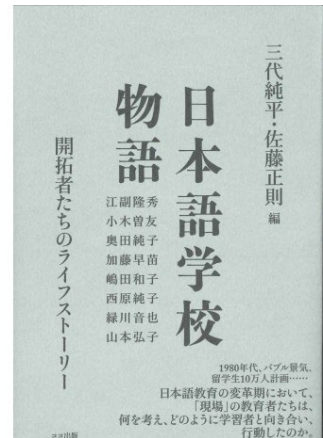 三代純平・佐藤正則 編
日本語学校
物語
江副隆秀
小木曽友
奥田純子
加藤早苗
嶋田和子
西原純子
緑川音也
山本弘子
開拓者たちのライフストーリー
1980年代、バブル景気、
留学生10万人計画……
日本語教育の変革期において、
「現場」の教育者たちは、
何を考え、どのように学習者と向き合い、
行動したのか。
ココ出版